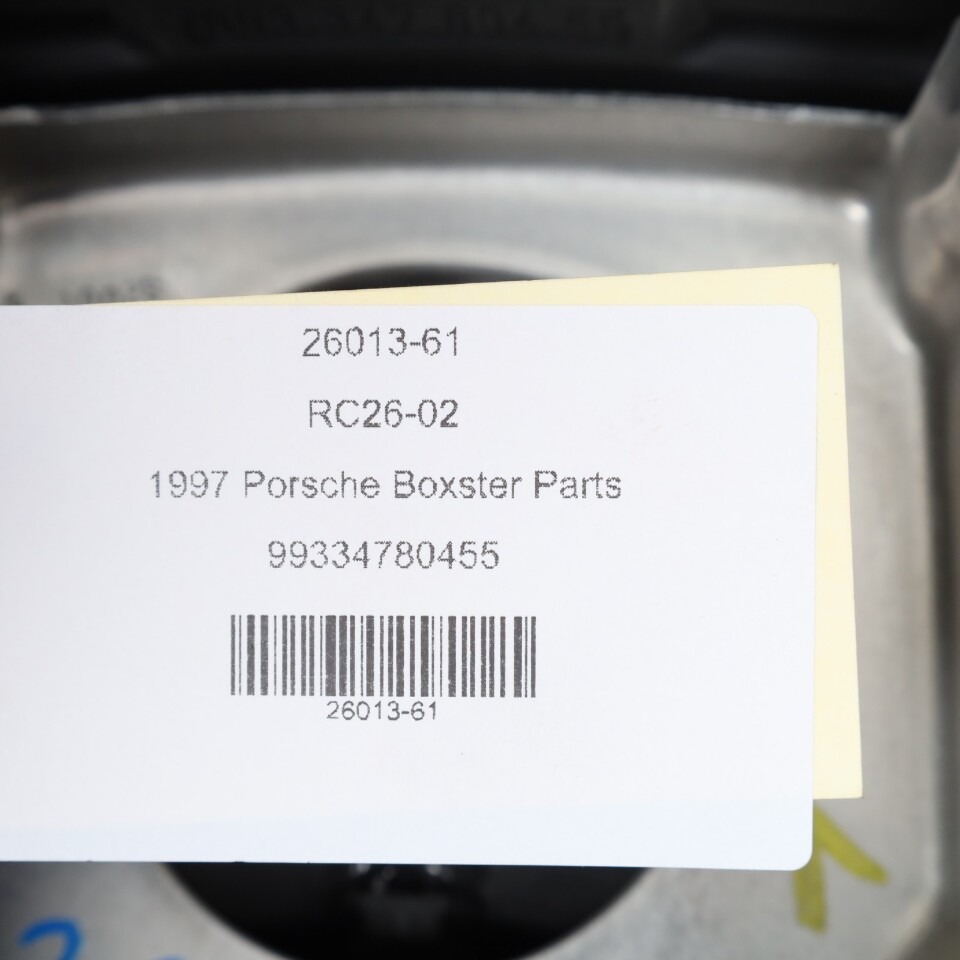 26013-61
RC26-02
1997 Porsche Boxster Parts
99334780455
26013-61